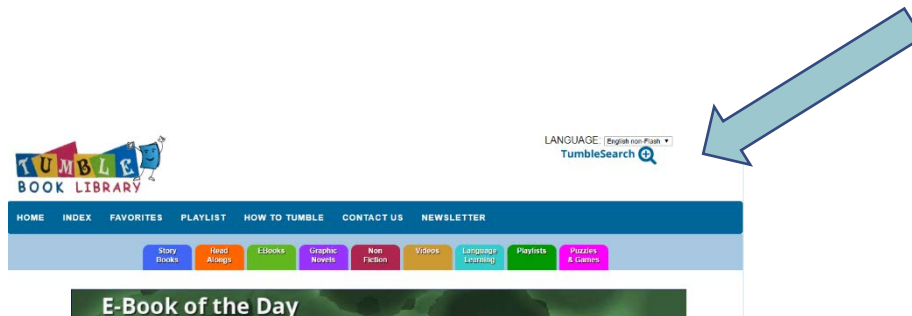 LANGUAGE: English non-Flash
TumbleSearch
TUMBLE
BOOK LIBRARY
HOME INDEX FAVORITES PLAYLIST HOW TO TUMBLE CONTACT US NEWSLETTER
Story Books
Read Alongs
EBooks
Graphic Novels
Non Fiction
Videos
Language Learning
Playlists
Puzzles & Games
E-Book of the Day